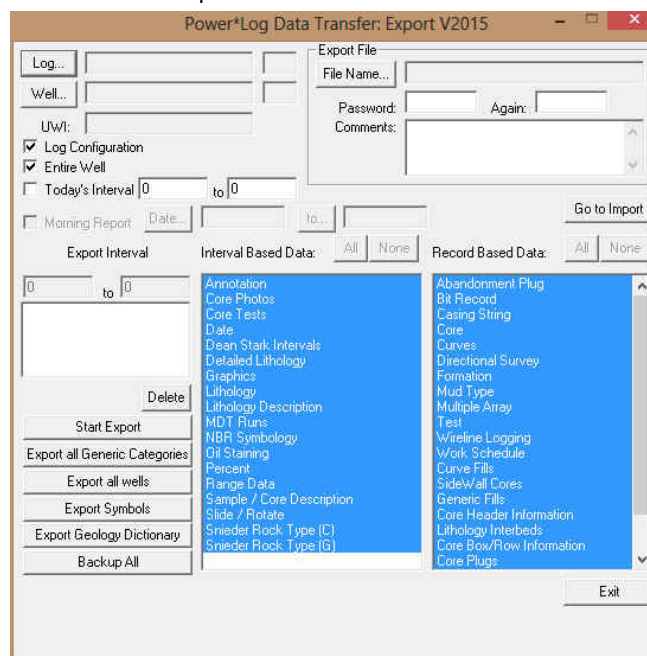 Power*Log Data Transfer: Export V2015
Log...
Well...
UWI:
Log Configuration
Entire Well
Today's Interval 0 to 0
Morning Report Date... to...
Export File
File Name...
Password: Again:
Comments:
Go to Import
Export Interval
0 to 0
Delete
Start Export
Export all Generic Categories
Export all wells
Export Symbols
Export Geology Dictionary
Backup All
Interval Based Data: All None
Annotation
Core Photos
Core Tests
Date
Dean Stark Intervals
Detailed Lithology
Graphics
Lithology
Lithology Description
MDT Runs
NBR Symbology
Oil Staining
Percent
Range Data
Sample / Core Description
Slide / Rotate
Snieder Rock Type (C)
Snieder Rock Type (G)
Record Based Data: All None
Abandonment Plug
Bit Record
Casing String
Core
Curves
Directional Survey
Formation
Mud Type
Multiple Array
Test
Wireline Logging
Work Schedule
Curve Fills
SideWall Cores
Generic Fills
Core Header Information
Lithology Interbeds
Core Box/Row Information
Core Plugs
Exit